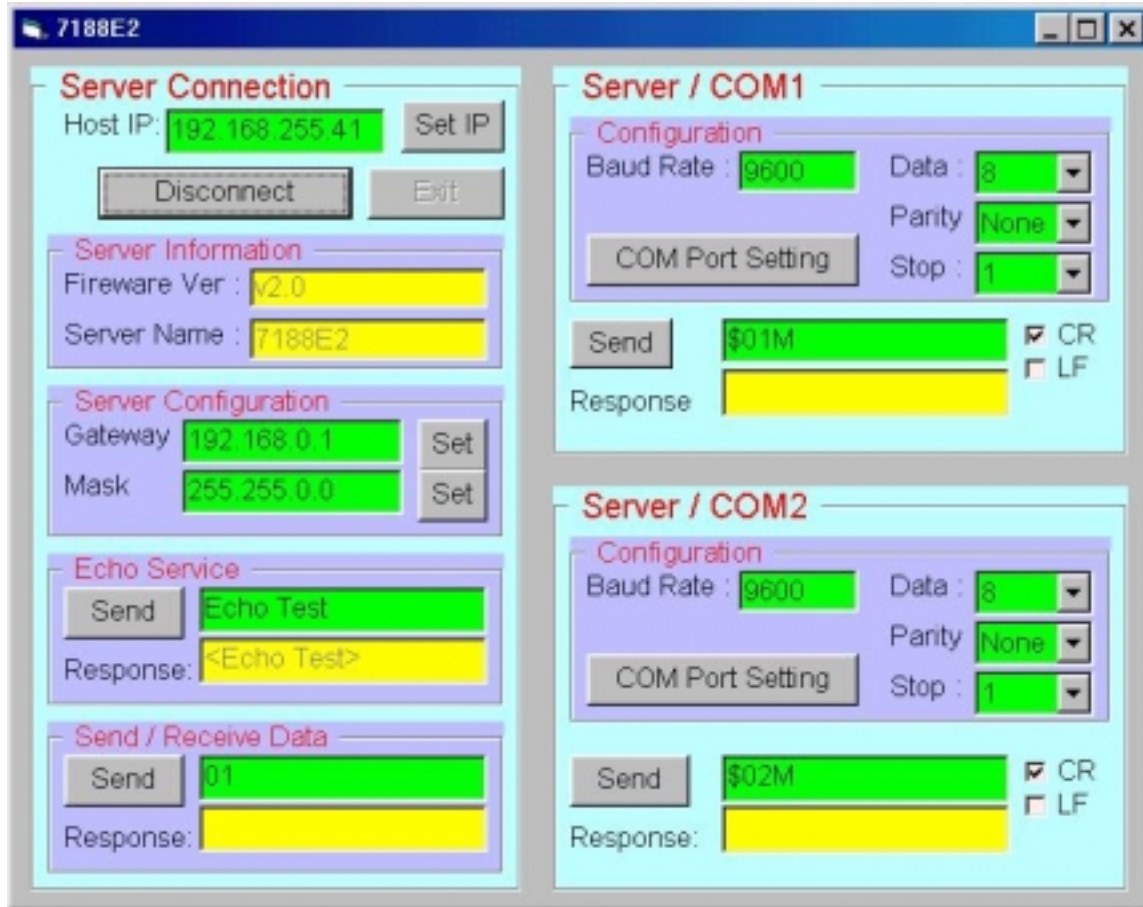 7188E2
Server Connection
Host IP: 192.168.255.41 Set IP
Disconnect Exit
Server Information
Fireware Ver : v2.0
Server Name : 7188E2
Server Configuration
Gateway 192.168.0.1 Set
Mask 255.255.0.0 Set
Echo Service
Send Echo Test
Response: <Echo Test>
Send / Receive Data
Send 01
Response:
Server / COM1
Configuration
Baud Rate : 9600 Data : 8
Parity None
COM Port Setting Stop : 1
Send $01M CR
LF
Response
Server / COM2
Configuration
Baud Rate : 9600 Data : 8
Parity None
COM Port Setting Stop : 1
Send $02M CR
LF
Response: